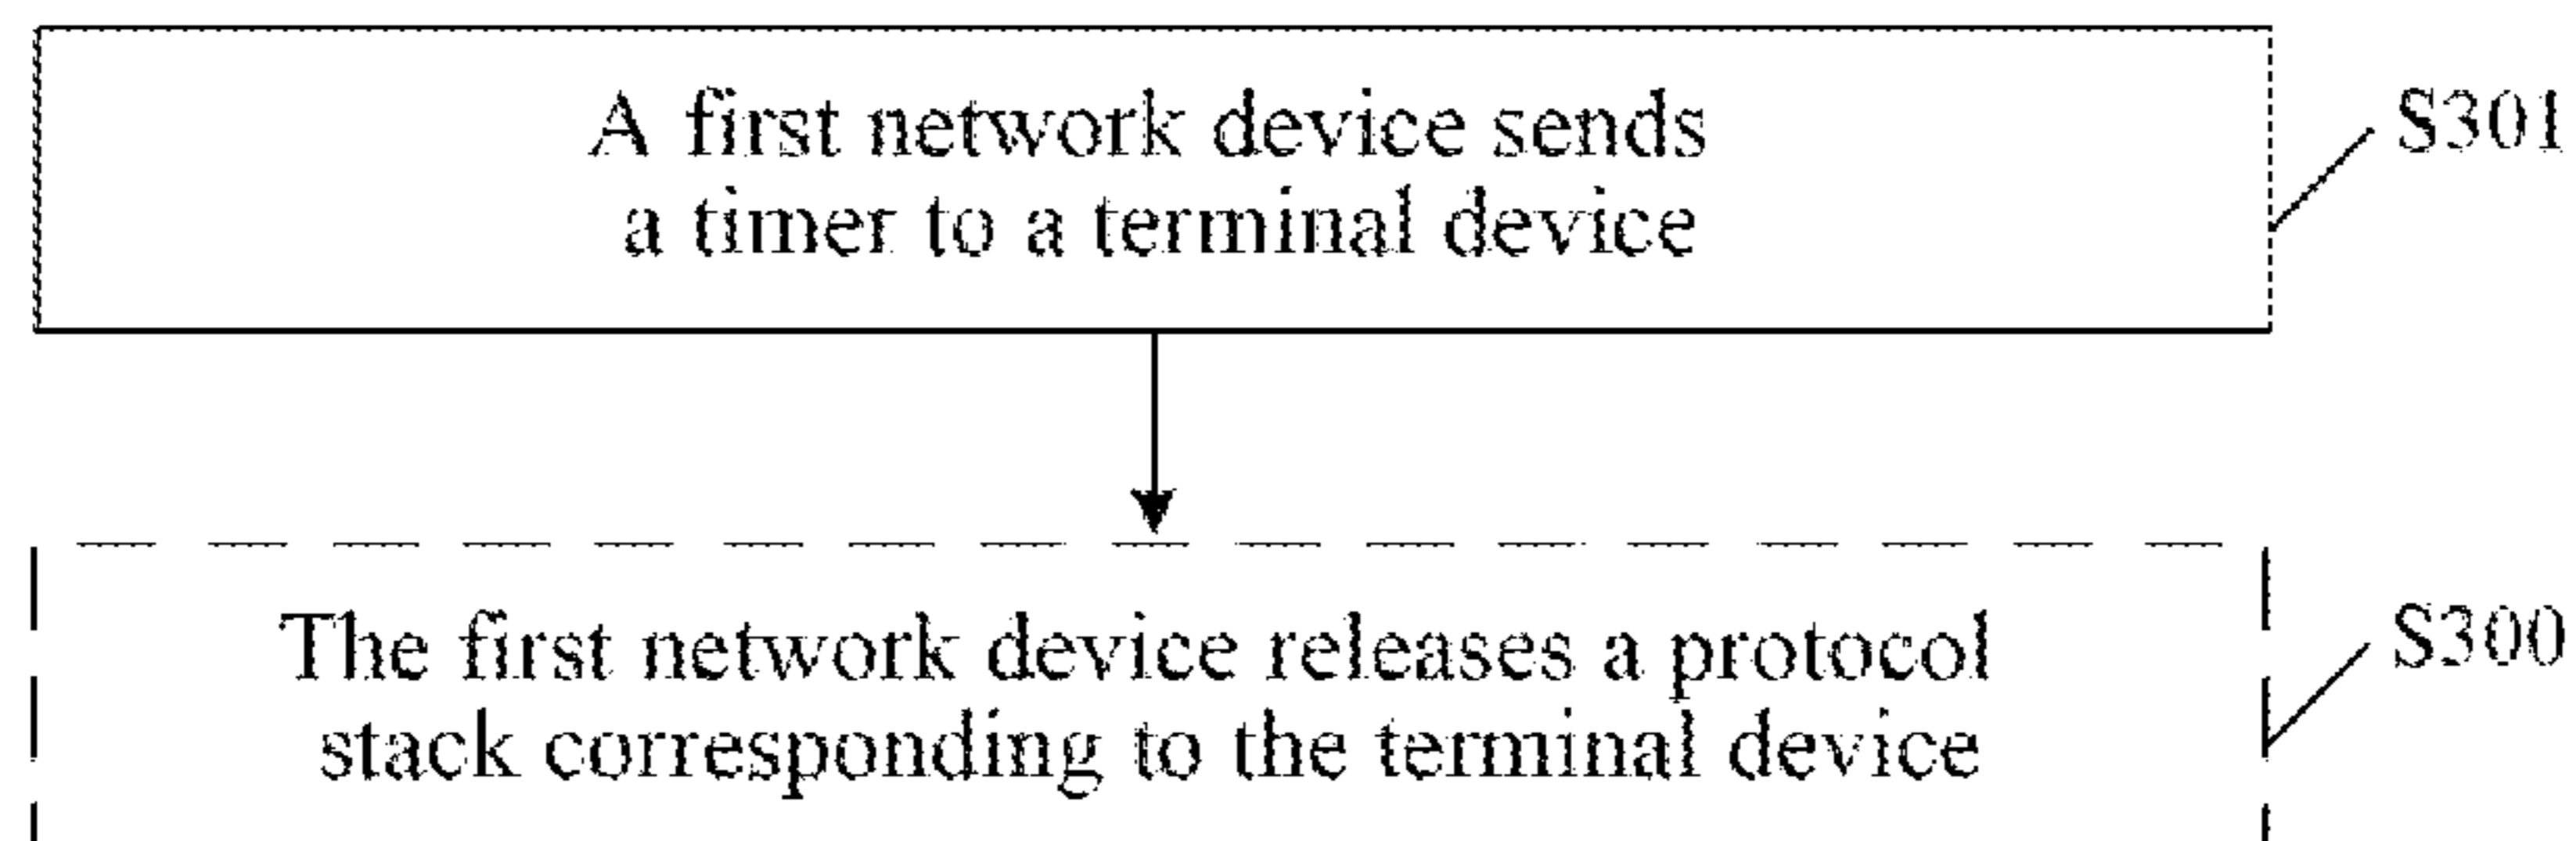 A first network device sends
a timer to a terminal device
S301
The first network device releases a protocol
stack corresponding to the terminal device
S300